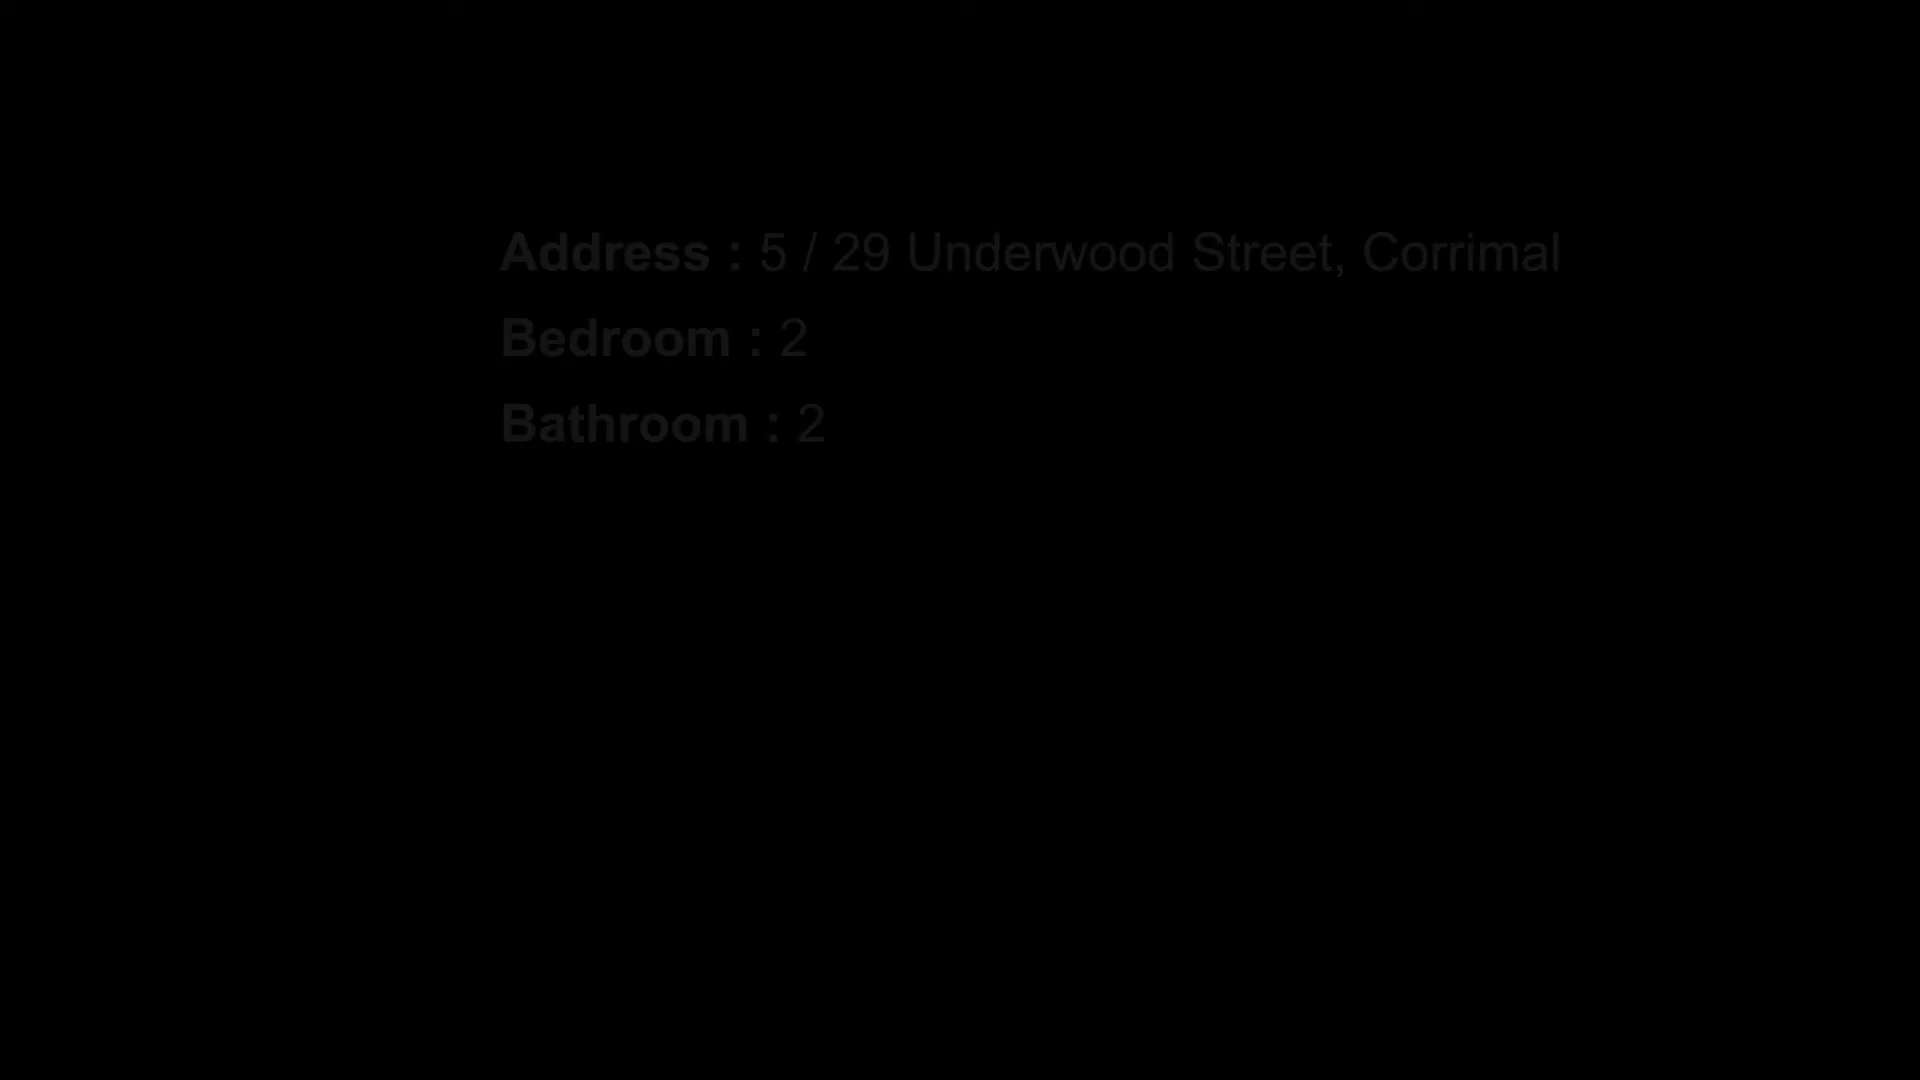 Address : 5 / 29 Underwood Street, Corrimal
Bedroom : 2
Bathroom : 2